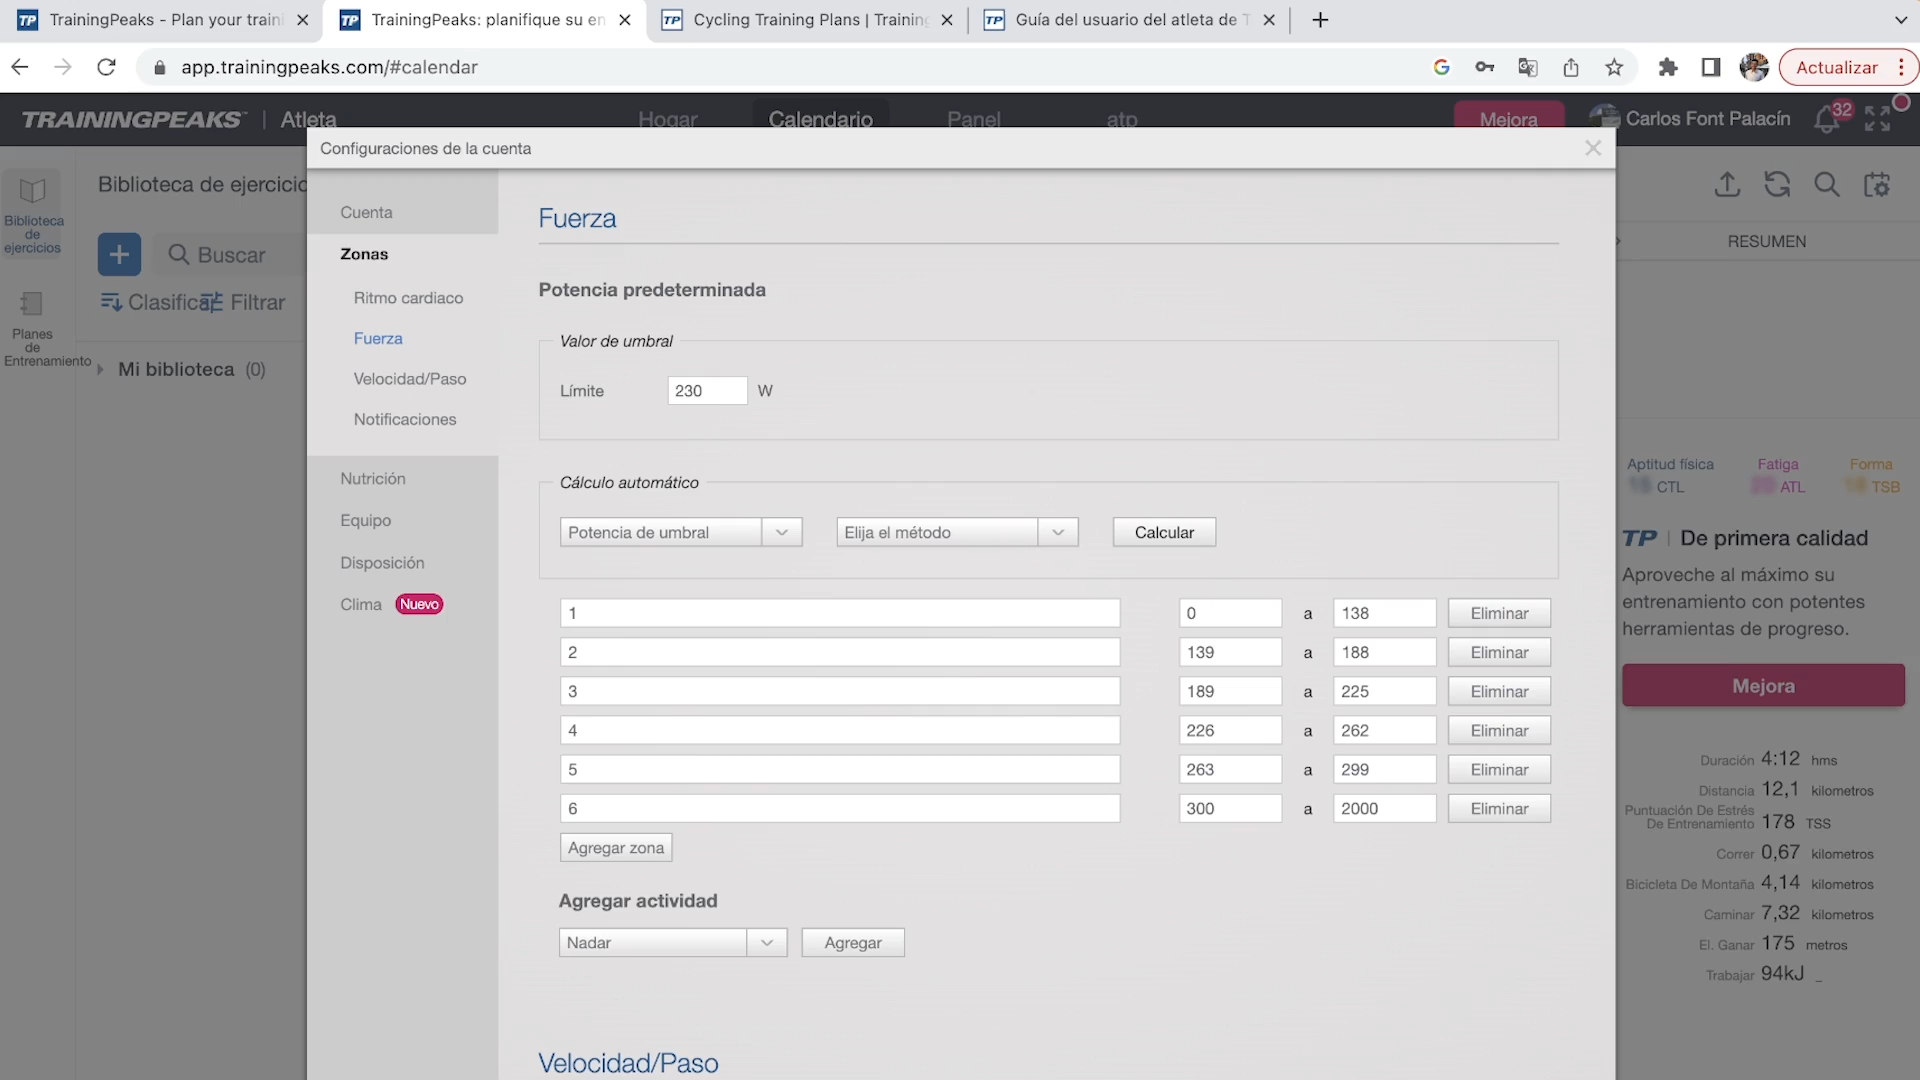 TrainingPeaks - Plan your traini
TrainingPeaks: planifique su en
Cycling Training Plans | Training
Guía del usuario del atleta de T
app.trainingpeaks.com/#calendar
Actualizar
TRAININGPEAKS | Atleta
Hogar
Calendario
Panel
atp
Mejora
Carlos Font Palacín
32
Configuraciones de la cuenta
Biblioteca de ejercicios
Biblioteca de ejercicio
Buscar
Clasificar
Filtrar
Planes de Entrenamiento
Mi biblioteca (0)
Cuenta
Zonas
Ritmo cardiaco
Fuerza
Velocidad/Paso
Notificaciones
Nutrición
Equipo
Disposición
Clima Nuevo
Fuerza
Potencia predeterminada
Valor de umbral
Límite 230 W
Cálculo automático
Potencia de umbral
Elija el método
Calcular
1 0 a 138 Eliminar
2 139 a 188 Eliminar
3 189 a 225 Eliminar
4 226 a 262 Eliminar
5 263 a 299 Eliminar
6 300 a 2000 Eliminar
Agregar zona
Agregar actividad
Nadar
Agregar
Velocidad/Paso
RESUMEN
Aptitud física
CTL
Fatiga
ATL
Forma
TSB
TP | De primera calidad
Aproveche al máximo su
entrenamiento con potentes
herramientas de progreso.
Mejora
Duración 4:12 hms
Distancia 12,1 kilometros
Puntuación De Estrés
De Entrenamiento 178 TSS
Correr 0,67 kilometros
Bicicleta De Montaña 4,14 kilometros
Caminar 7,32 kilometros
El. Ganar 175 metros
Trabajar 94kJ _